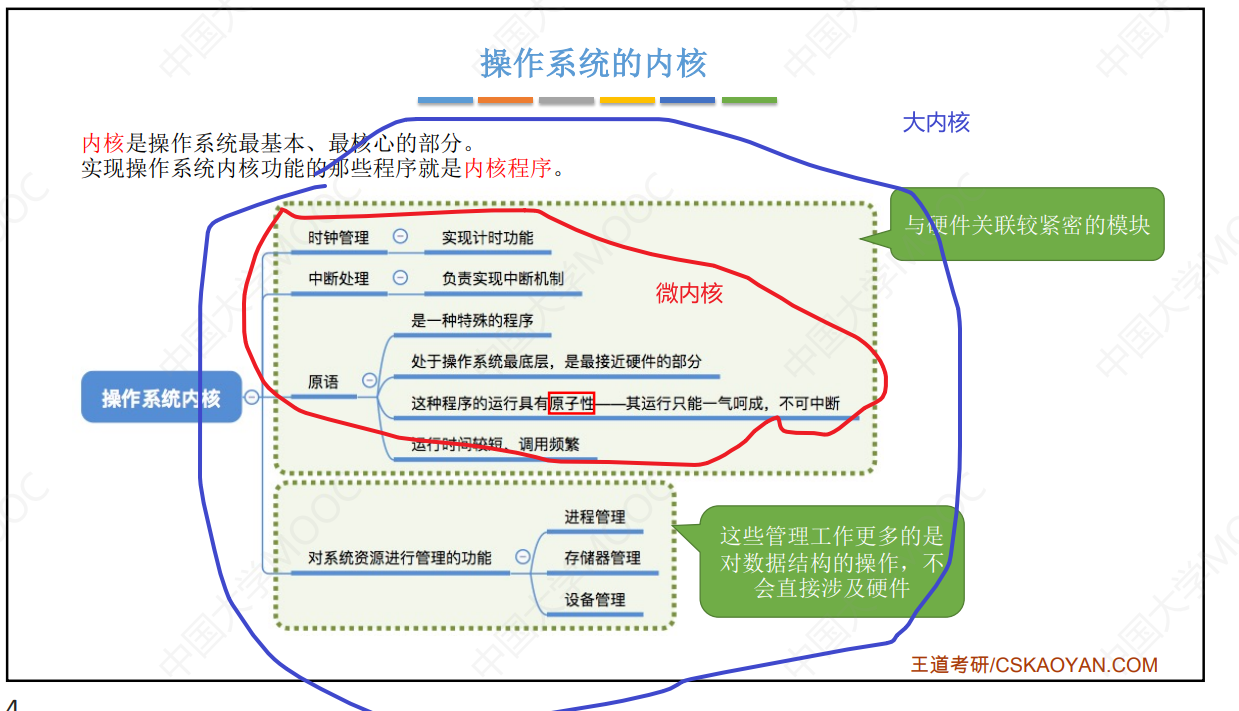 操作系统的内核
大内核
内核是操作系统最基本、最核心的部分。
实现操作系统内核功能的那些程序就是内核程序。
与硬件关联较紧密的模块
时钟管理
实现计时功能
中断处理
负责实现中断机制
微内核
是一种特殊的程序
处于操作系统最底层，是最接近硬件的部分
原语
这种程序的运行具有原子性——其运行只能一气呵成，不可中断
运行时间较短、调用频繁
操作系统内核
对系统资源进行管理的功能
进程管理
存储器管理
设备管理
这些管理工作更多的是
对数据结构的操作，不
会直接涉及硬件
王道考研/CSKAOYAN.COM
中国大学MOOC